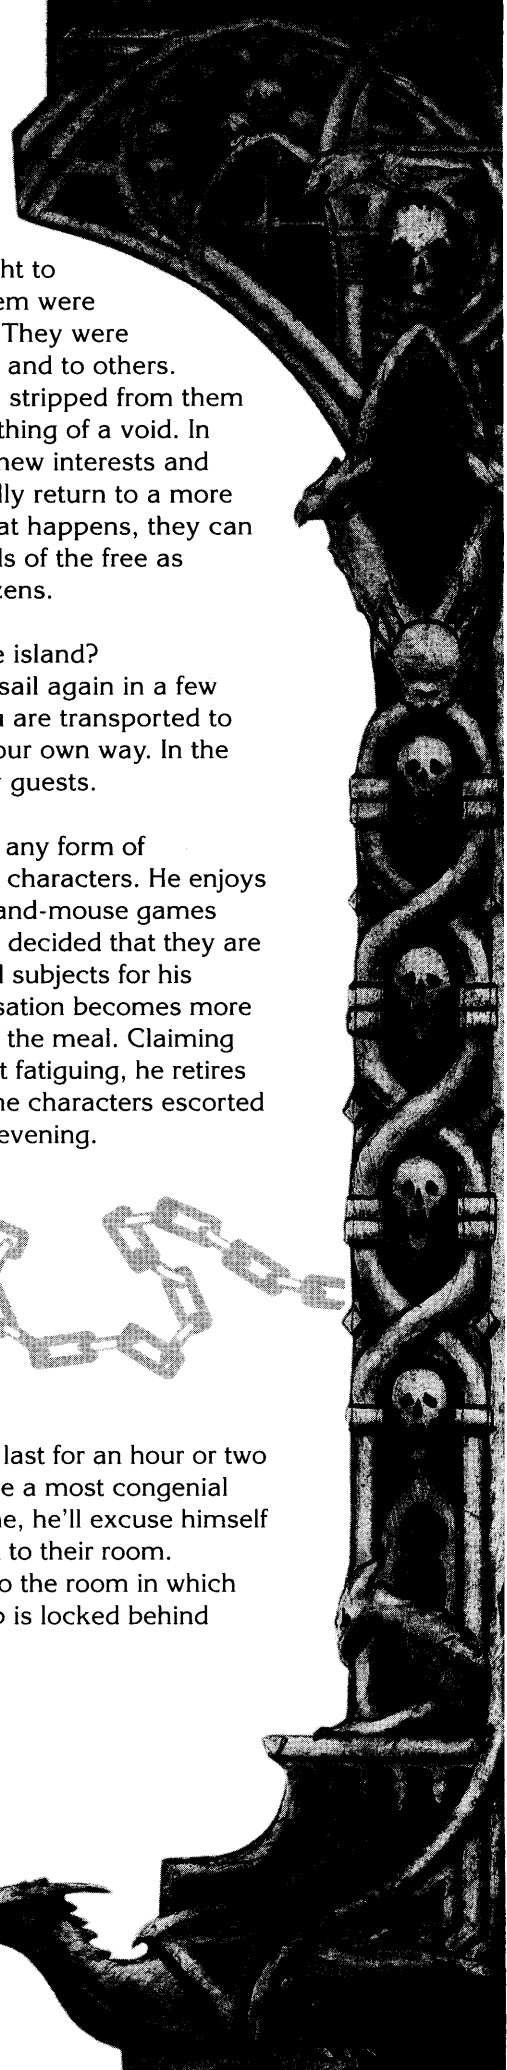 ht to
em were
They were
and to others.
stripped from them
thing of a void. In
new interests and
lly return to a more
at happens, they can
ls of the free as
zens.
e island?
sail again in a few
u are transported to
our own way. In the
guests.
any form of
characters. He enjoys
and-mouse games
decided that they are
l subjects for his
sation becomes more
the meal. Claiming
t fatiguing, he retires
he characters escorted
evening.
last for an hour or two
e a most congenial
ne, he'll excuse himself
to their room.
o the room in which
p is locked behind